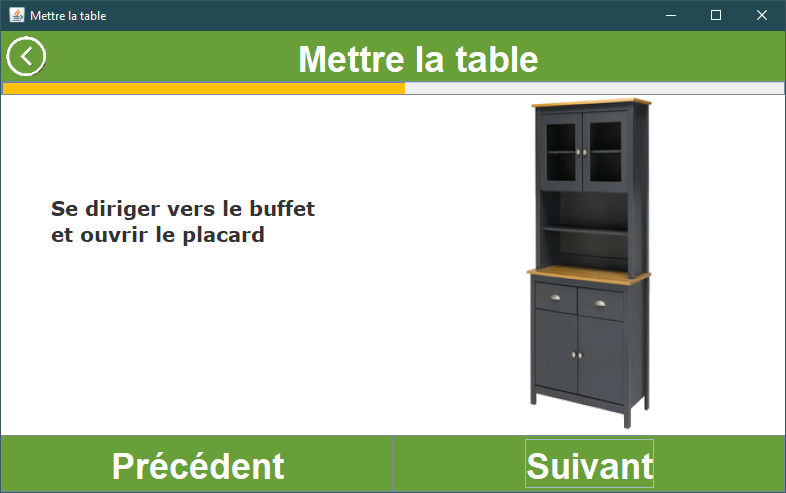 Mettre la table
Mettre la table
Se diriger vers le buffet
et ouvrir le placard
Précédent
Suivant